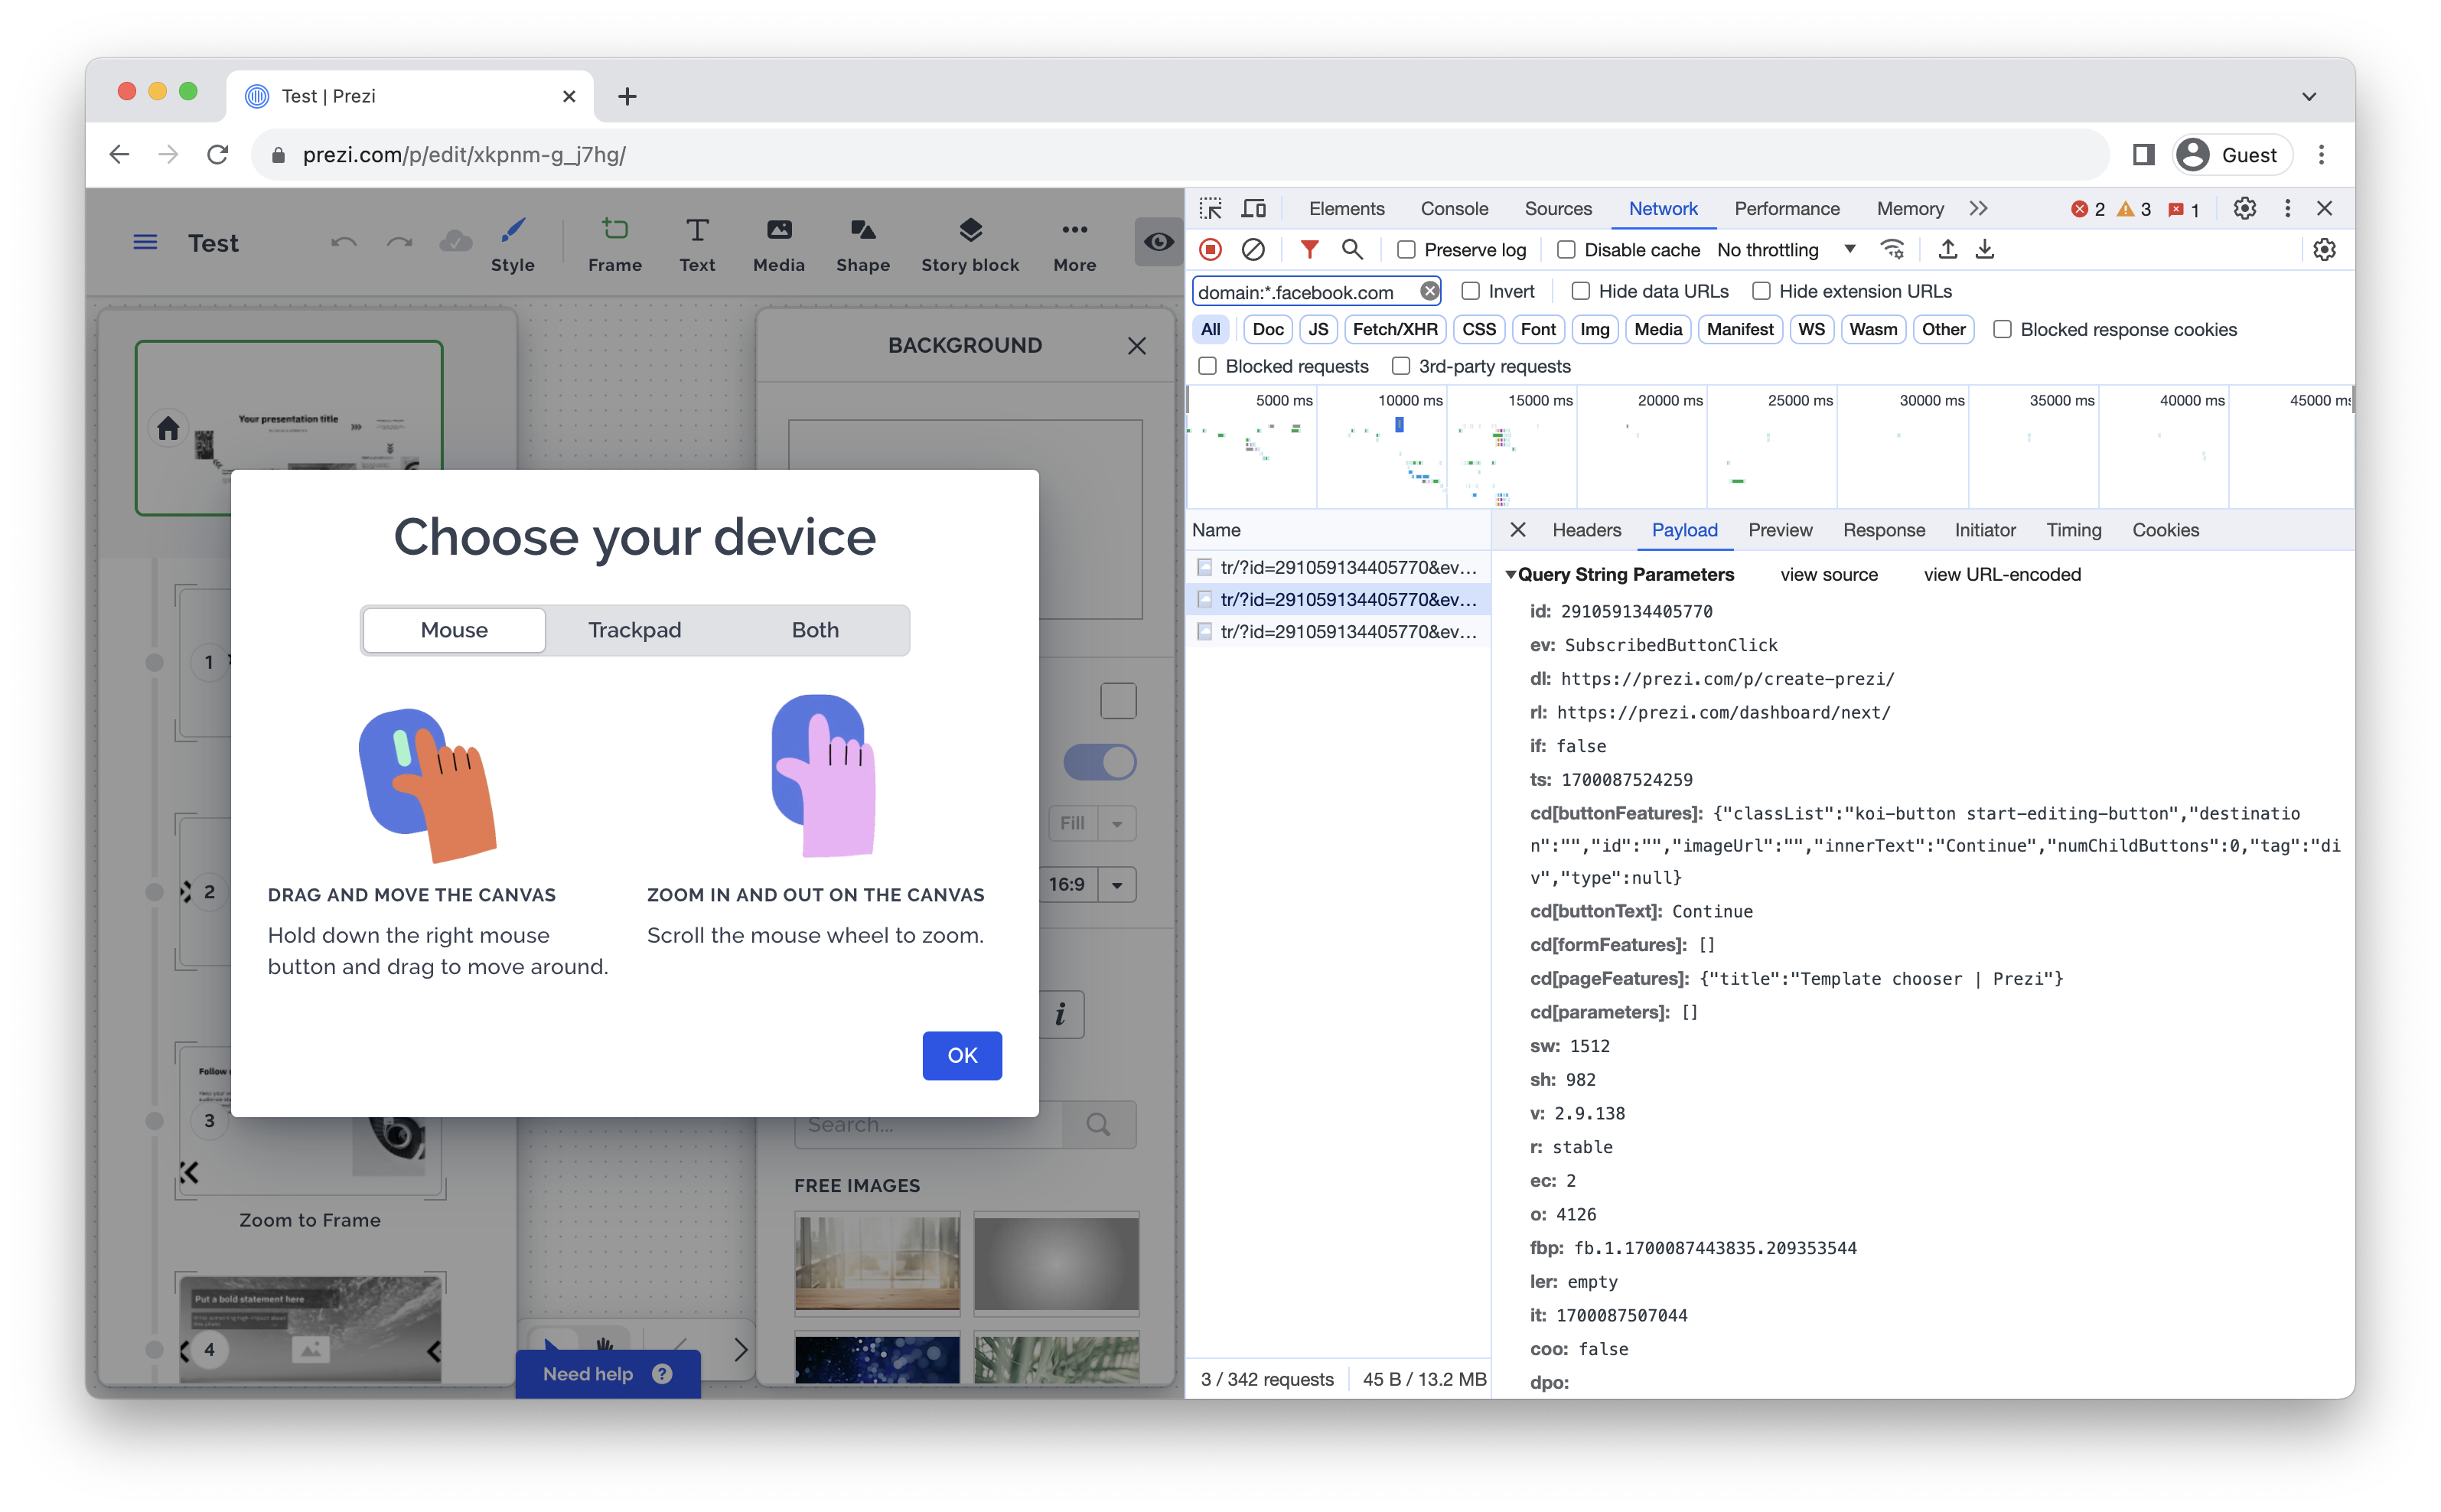 Test | Prezi
prezi.com/p/edit/xkpnm-g_j7hg/
Guest
Test
Style
Frame
Text
Media
Shape
Story block
More
Your presentation title
BACKGROUND
1
2
Follow
3
Zoom to Frame
Put a bold statement here
4
Fill
16:9
i
Search...
FREE IMAGES
Need help ?
Choose your device
Mouse
Trackpad
Both
DRAG AND MOVE THE CANVAS
Hold down the right mouse
button and drag to move around.
ZOOM IN AND OUT ON THE CANVAS
Scroll the mouse wheel to zoom.
OK
Elements Console Sources Network Performance Memory 2 3 1
Preserve log Disable cache No throttling
domain:*.facebook.com Invert Hide data URLs Hide extension URLs
All Doc JS Fetch/XHR CSS Font Img Media Manifest WS Wasm Other Blocked response cookies
Blocked requests 3rd-party requests
5000 ms 10000 ms 15000 ms 20000 ms 25000 ms 30000 ms 35000 ms 40000 ms 45000 ms
Name
tr/?id=291059134405770&ev…
tr/?id=291059134405770&ev…
tr/?id=291059134405770&ev…
3 / 342 requests 45 B / 13.2 MB
Headers Payload Preview Response Initiator Timing Cookies
Query String Parameters view source view URL-encoded
id: 291059134405770
ev: SubscribedButtonClick
dl: https://prezi.com/p/create-prezi/
rl: https://prezi.com/dashboard/next/
if: false
ts: 1700087524259
cd[buttonFeatures]: {"classList":"koi-button start-editing-button","destinatio
n":"","id":"","imageUrl":"","innerText":"Continue","numChildButtons":0,"tag":"di
v","type":null}
cd[buttonText]: Continue
cd[formFeatures]: []
cd[pageFeatures]: {"title":"Template chooser | Prezi"}
cd[parameters]: []
sw: 1512
sh: 982
v: 2.9.138
r: stable
ec: 2
o: 4126
fbp: fb.1.1700087443835.209353544
ler: empty
it: 1700087507044
coo: false
dpo: